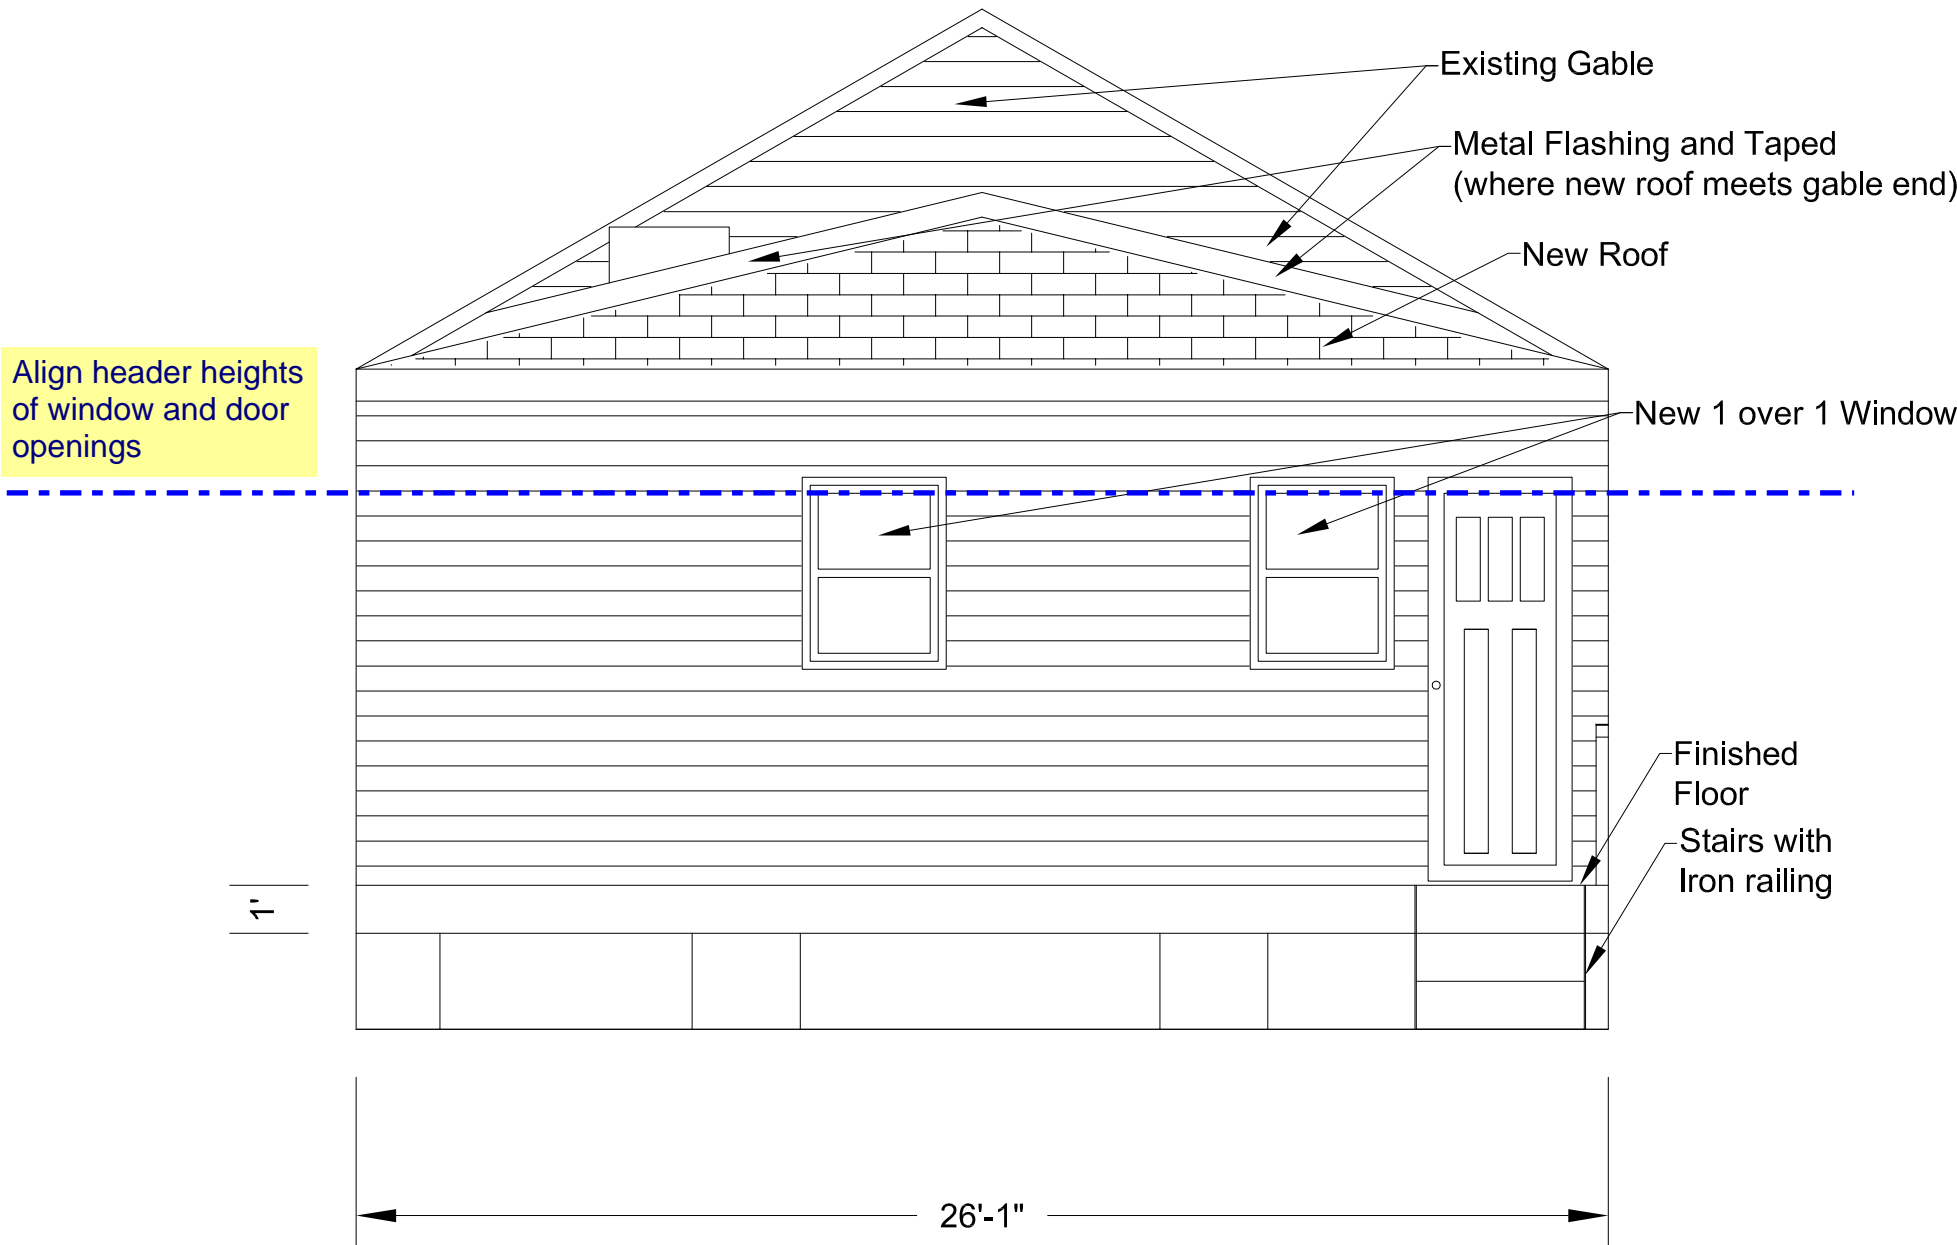 Existing Gable
Metal Flashing and Taped
(where new roof meets gable end)
New Roof
Align header heights
of window and door
openings
New 1 over 1 Window
Finished
Floor
Stairs with
Iron railing
1'
26'-1"